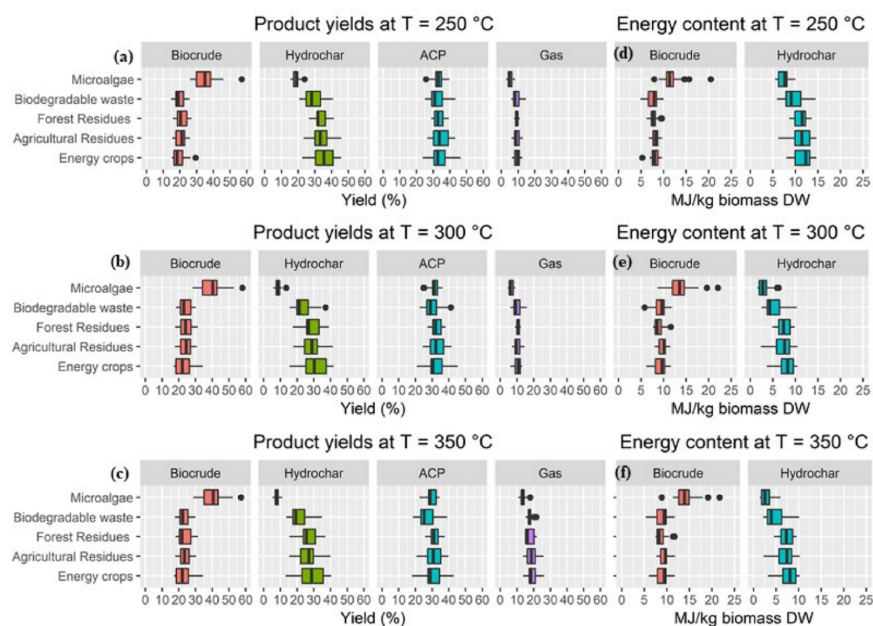 Product yields at T = 250 °C Energy content at T = 250 °C
(a) Biocrude Hydrochar ACP Gas (d) Biocrude Hydrochar
Microalgae
Biodegradable waste
Forest Residues
Agricultural Residues
Energy crops
0 10 20 30 40 50 60 0 10 20 30 40 50 60 0 10 20 30 40 50 60 0 10 20 30 40 50 60 0 5 10 15 20 25 0 5 10 15 20 25
Yield (%) MJ/kg biomass DW
Product yields at T = 300 °C Energy content at T = 300 °C
(b) Biocrude Hydrochar ACP Gas (e) Biocrude Hydrochar
Microalgae
Biodegradable waste
Forest Residues
Agricultural Residues
Energy crops
0 10 20 30 40 50 60 0 10 20 30 40 50 60 0 10 20 30 40 50 60 0 10 20 30 40 50 60 0 5 10 15 20 25 0 5 10 15 20 25
Yield (%) MJ/kg biomass DW
Product yields at T = 350 °C Energy content at T = 350 °C
(c) Biocrude Hydrochar ACP Gas (f) Biocrude Hydrochar
Microalgae
Biodegradable waste
Forest Residues
Agricultural Residues
Energy crops
0 10 20 30 40 50 60 0 10 20 30 40 50 60 0 10 20 30 40 50 60 0 10 20 30 40 50 60 0 5 10 15 20 25 0 5 10 15 20 25
Yield (%) MJ/kg biomass DW